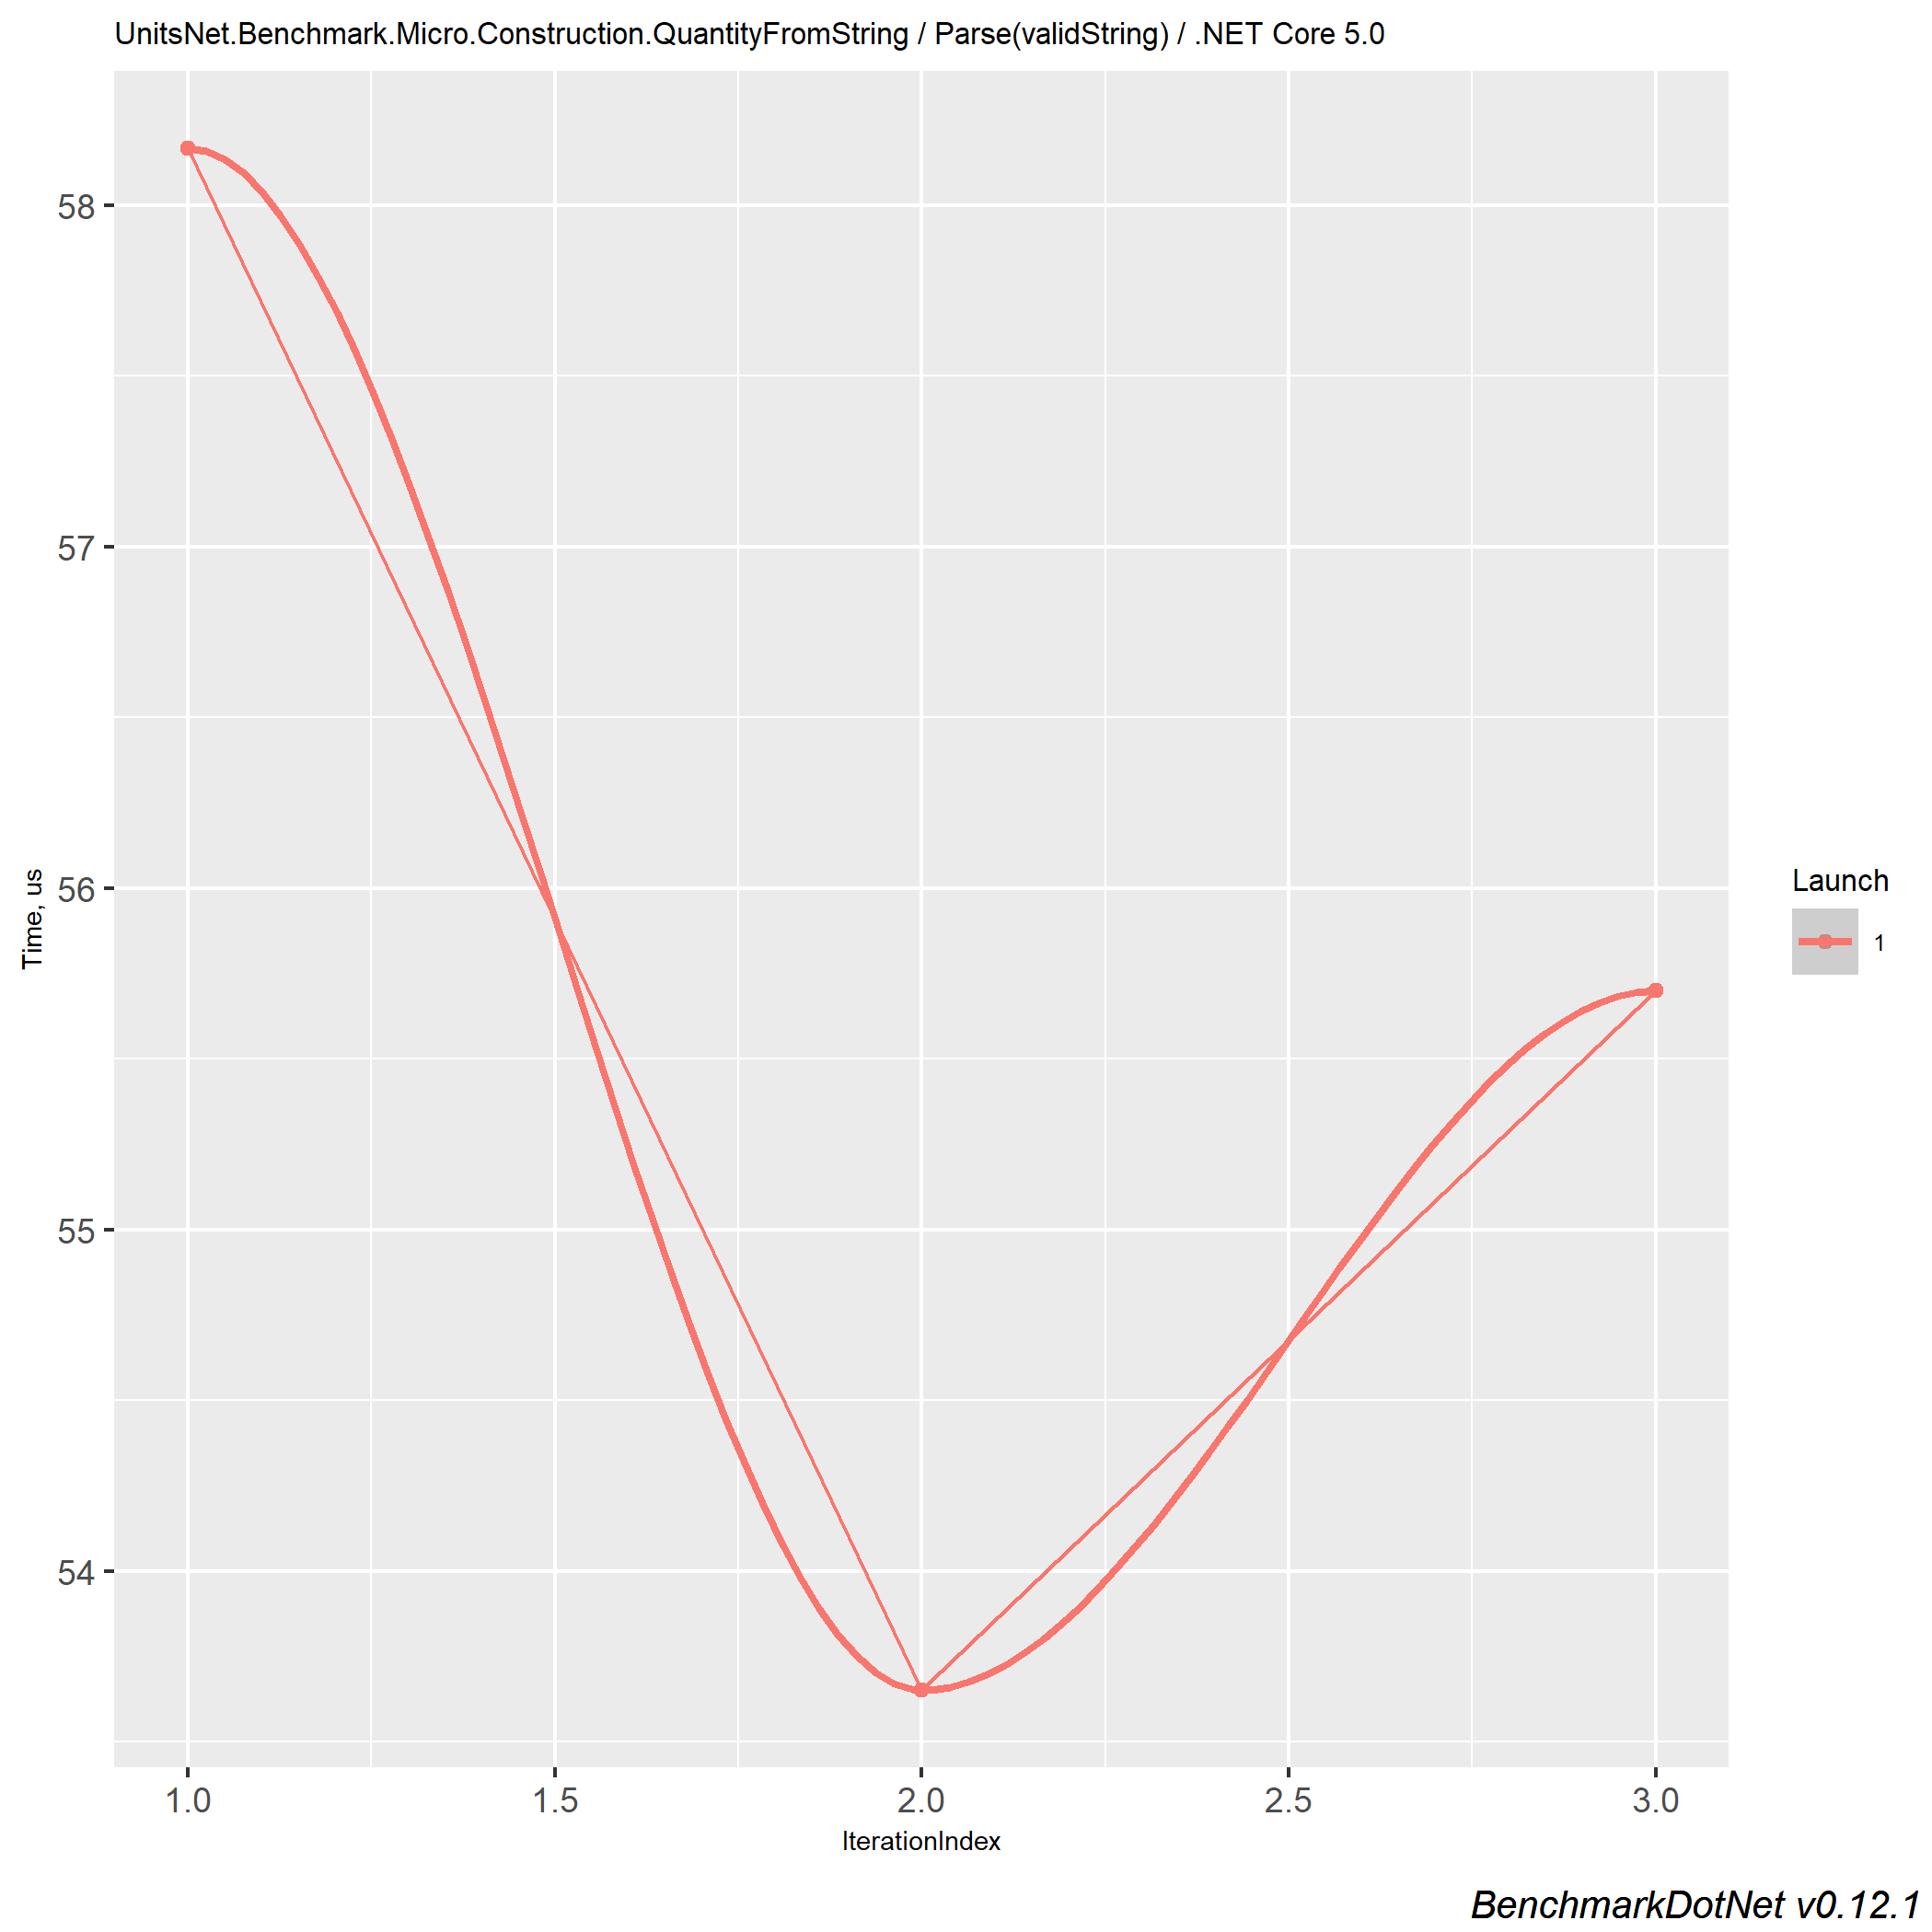 UnitsNet.Benchmark.Micro.Construction.QuantityFromString / Parse(validString) / .NET Core 5.0
58
57
56
55
54
Time, us
1.0 1.5 2.0 2.5 3.0
IterationIndex
Launch
1
BenchmarkDotNet v0.12.1